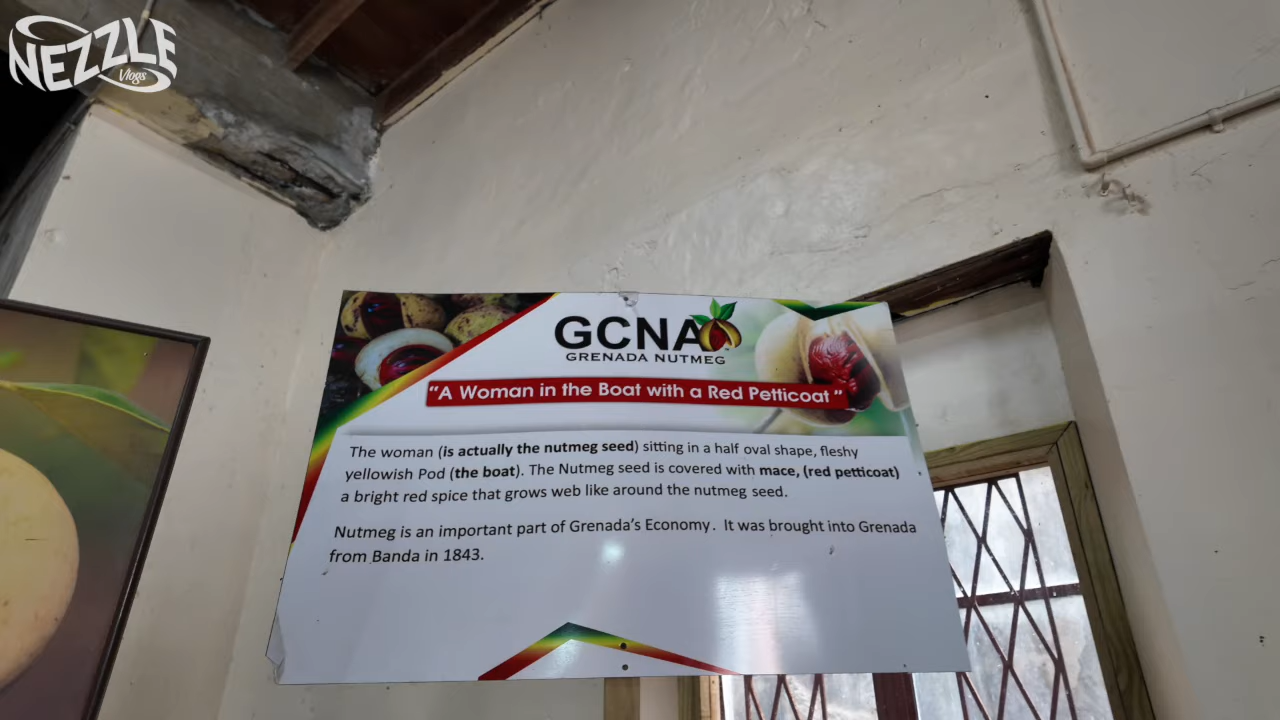 NEZZLE
Vlogs
GCNA
GRENADA NUTMEG
“A Woman in the Boat with a Red Petticoat ”
The woman (is actually the nutmeg seed) sitting in a half oval shape, fleshy
yellowish Pod (the boat). The Nutmeg seed is covered with mace, (red petticoat)
a bright red spice that grows web like around the nutmeg seed.
Nutmeg is an important part of Grenada’s Economy. It was brought into Grenada
from Banda in 1843.